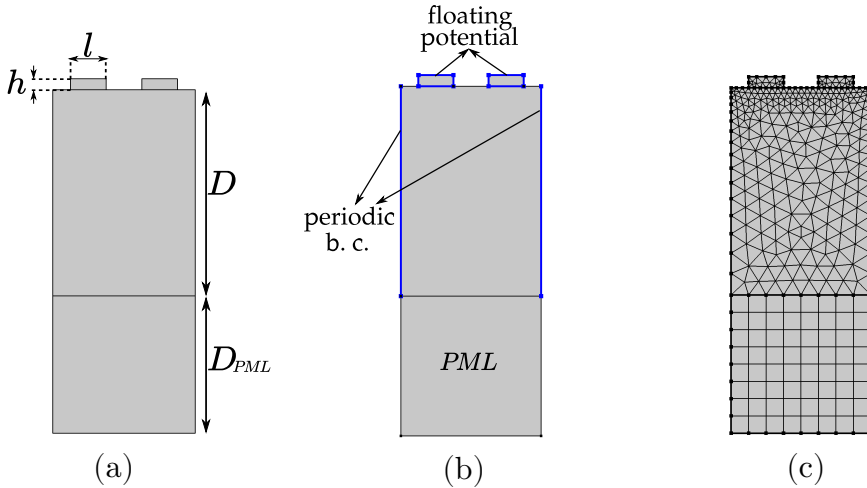 l
h
D
D_PML
(a)
floating
potential
periodic
b. c.
PML
(b)
(c)